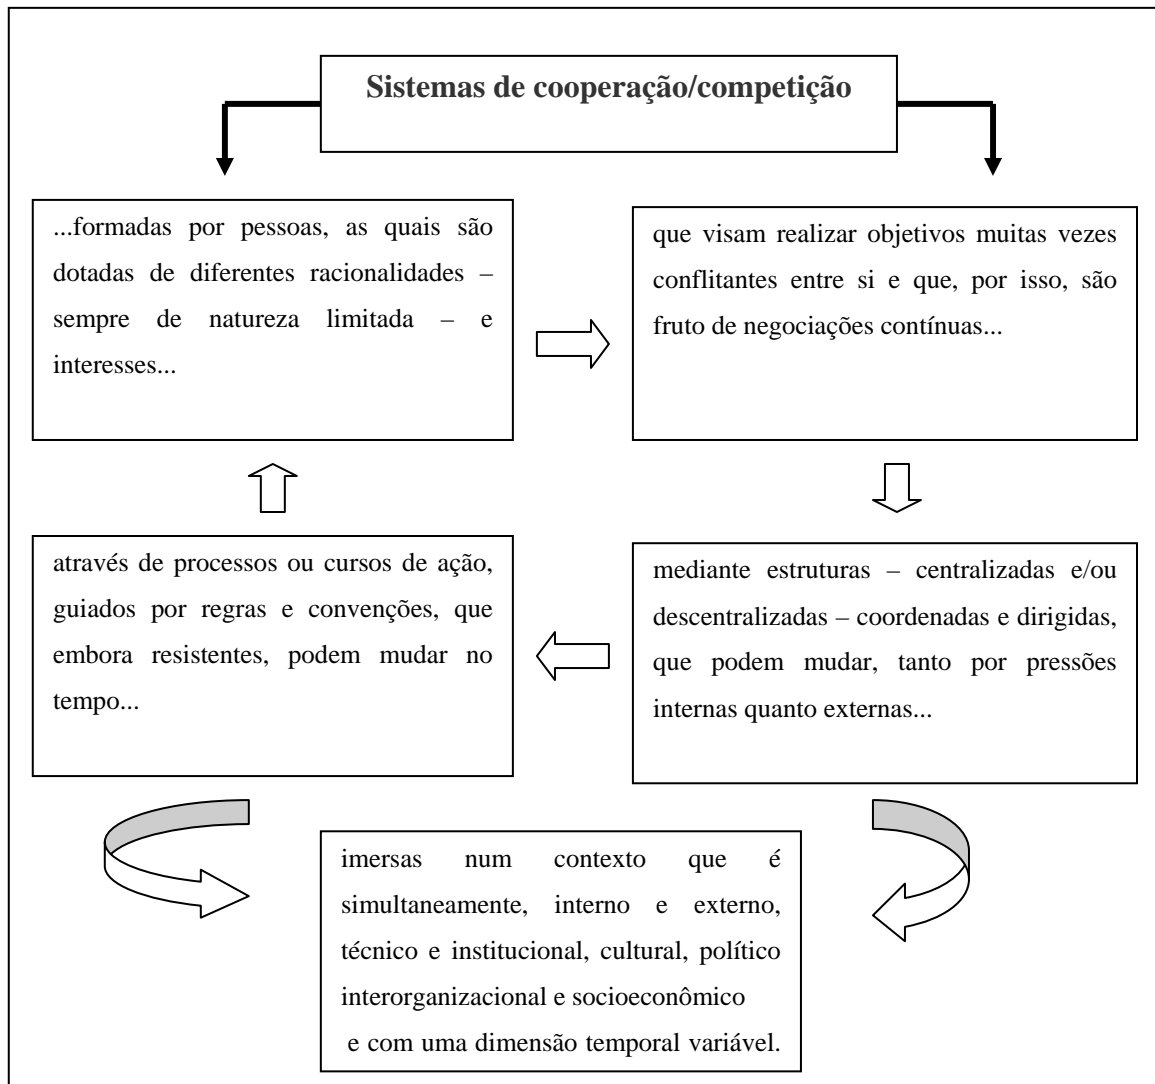 Sistemas de cooperação/competição
...formadas por pessoas, as quais são
dotadas de diferentes racionalidades –
sempre de natureza limitada – e
interesses...
que visam realizar objetivos muitas vezes
conflitantes entre si e que, por isso, são
fruto de negociações contínuas...
mediante estruturas – centralizadas e/ou
descentralizadas – coordenadas e dirigidas,
que podem mudar, tanto por pressões
internas quanto externas...
através de processos ou cursos de ação,
guiados por regras e convenções, que
embora resistentes, podem mudar no
tempo...
imersas num contexto que é
simultaneamente, interno e externo,
técnico e institucional, cultural, político
interorganizacional e socioeconômico
e com uma dimensão temporal variável.